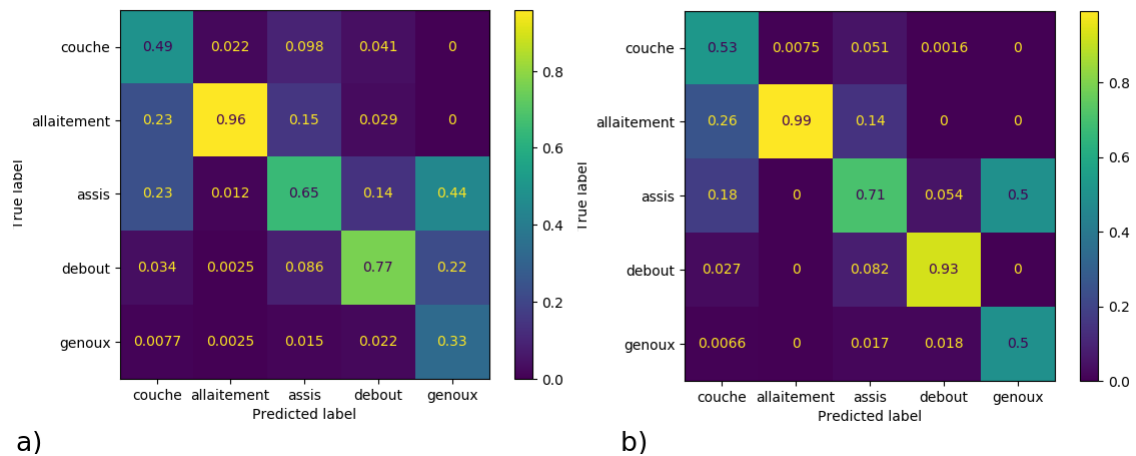 couche 0.49 0.022 0.098 0.041 0
allaitement 0.23 0.96 0.15 0.029 0
assis 0.23 0.012 0.65 0.14 0.44
debout 0.034 0.0025 0.086 0.77 0.22
genoux 0.0077 0.0025 0.015 0.022 0.33
couche allaitement assis debout genoux
Predicted label
True label
0.8
0.6
0.4
0.2
0.0
a)
couche 0.53 0.0075 0.051 0.0016 0
allaitement 0.26 0.99 0.14 0 0
assis 0.18 0 0.71 0.054 0.5
debout 0.027 0 0.082 0.93 0
genoux 0.0066 0 0.017 0.018 0.5
couche allaitement assis debout genoux
Predicted label
True label
0.8
0.6
0.4
0.2
0.0
b)